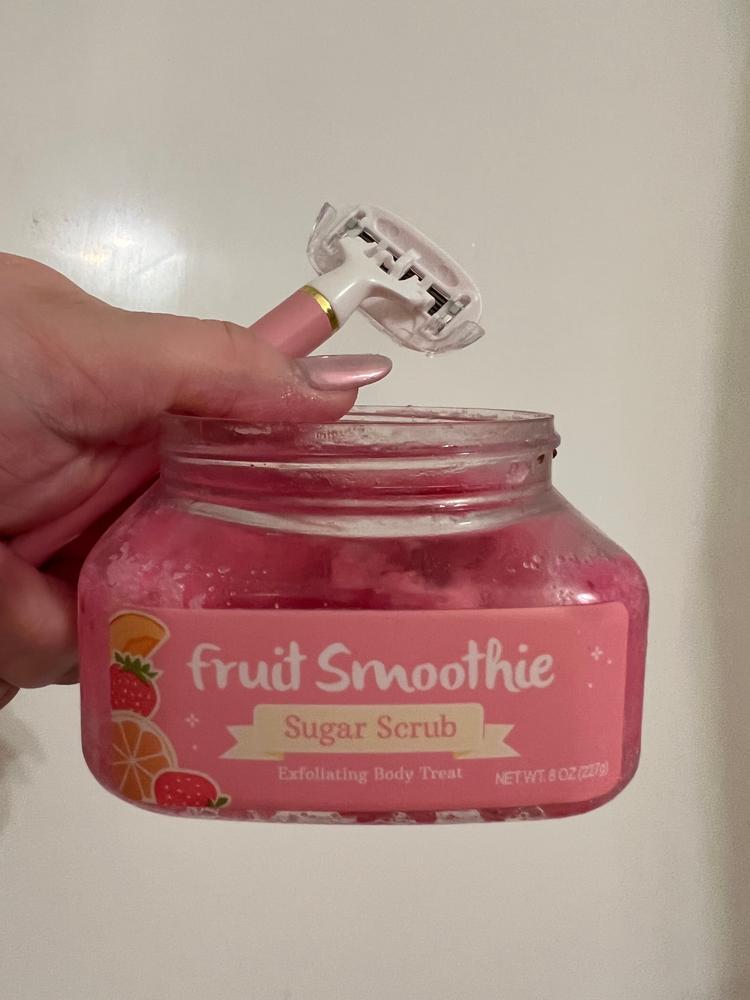 fruit Smoothie
Sugar Scrub
Exfoliating Body Treat
NET WT. 8 OZ (227g)